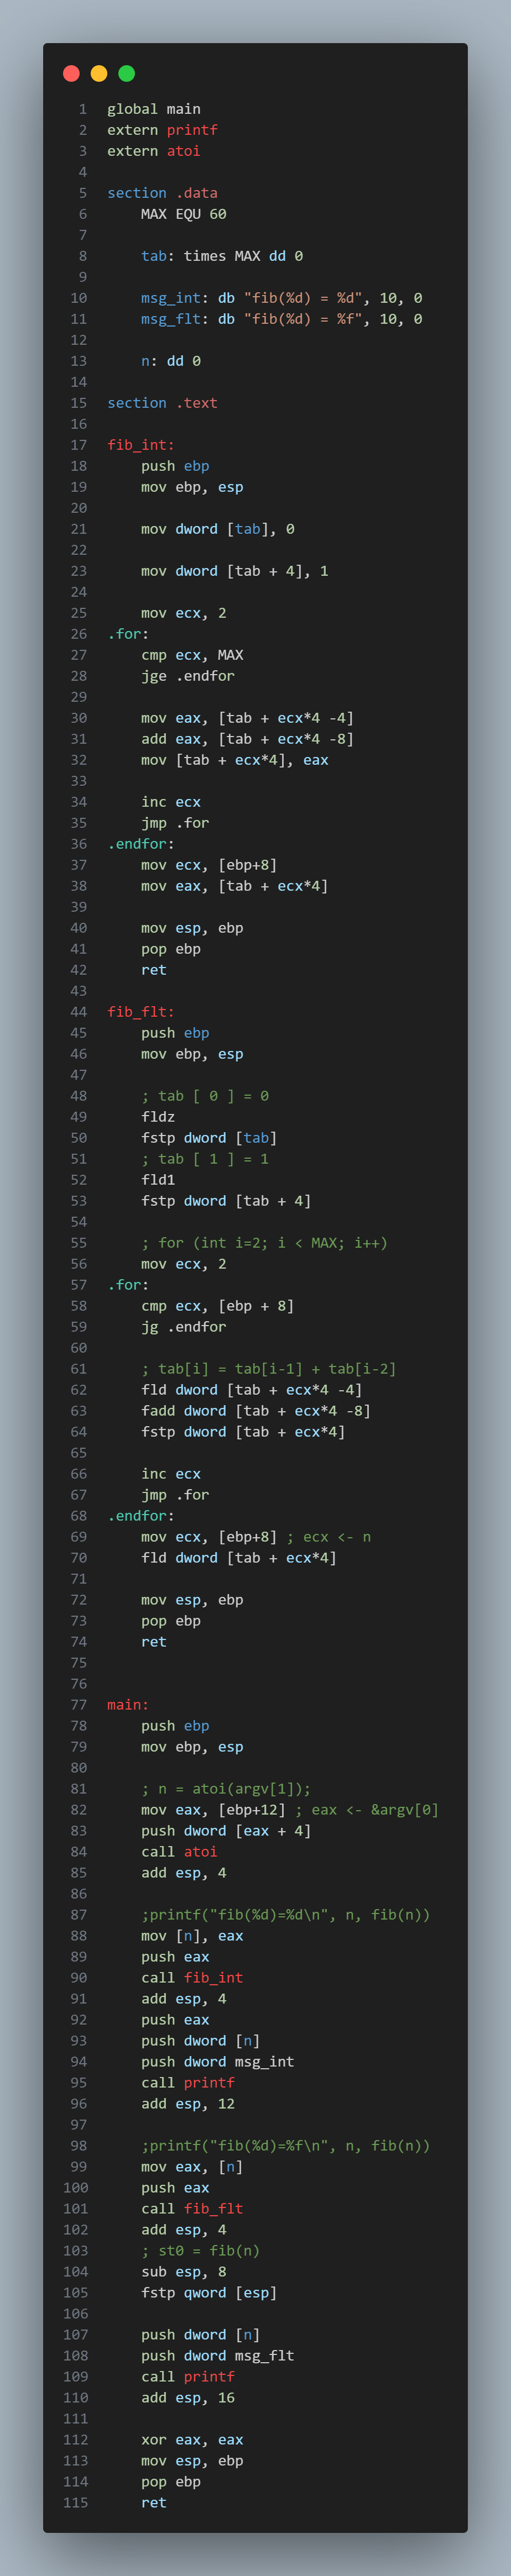 1 global main
2 extern printf
3 extern atoi
4
5 section .data
6     MAX EQU 60
7
8     tab: times MAX dd 0
9
10     msg_int: db "fib(%d) = %d", 10, 0
11     msg_flt: db "fib(%d) = %f", 10, 0
12
13     n: dd 0
14
15 section .text
16
17 fib_int:
18     push ebp
19     mov ebp, esp
20
21     mov dword [tab], 0
22
23     mov dword [tab + 4], 1
24
25     mov ecx, 2
26 .for:
27     cmp ecx, MAX
28     jge .endfor
29
30     mov eax, [tab + ecx*4 -4]
31     add eax, [tab + ecx*4 -8]
32     mov [tab + ecx*4], eax
33
34     inc ecx
35     jmp .for
36 .endfor:
37     mov ecx, [ebp+8]
38     mov eax, [tab + ecx*4]
39
40     mov esp, ebp
41     pop ebp
42     ret
43
44 fib_flt:
45     push ebp
46     mov ebp, esp
47
48     ; tab [ 0 ] = 0
49     fldz
50     fstp dword [tab]
51     ; tab [ 1 ] = 1
52     fld1
53     fstp dword [tab + 4]
54
55     ; for (int i=2; i < MAX; i++)
56     mov ecx, 2
57 .for:
58     cmp ecx, [ebp + 8]
59     jg .endfor
60
61     ; tab[i] = tab[i-1] + tab[i-2]
62     fld dword [tab + ecx*4 -4]
63     fadd dword [tab + ecx*4 -8]
64     fstp dword [tab + ecx*4]
65
66     inc ecx
67     jmp .for
68 .endfor:
69     mov ecx, [ebp+8] ; ecx <- n
70     fld dword [tab + ecx*4]
71
72     mov esp, ebp
73     pop ebp
74     ret
75
76
77 main:
78     push ebp
79     mov ebp, esp
80
81     ; n = atoi(argv[1]);
82     mov eax, [ebp+12] ; eax <- &argv[0]
83     push dword [eax + 4]
84     call atoi
85     add esp, 4
86
87     ;printf("fib(%d)=%d\n", n, fib(n))
88     mov [n], eax
89     push eax
90     call fib_int
91     add esp, 4
92     push eax
93     push dword [n]
94     push dword msg_int
95     call printf
96     add esp, 12
97
98     ;printf("fib(%d)=%f\n", n, fib(n))
99     mov eax, [n]
100     push eax
101     call fib_flt
102     add esp, 4
103     ; st0 = fib(n)
104     sub esp, 8
105     fstp qword [esp]
106
107     push dword [n]
108     push dword msg_flt
109     call printf
110     add esp, 16
111
112     xor eax, eax
113     mov esp, ebp
114     pop ebp
115     ret